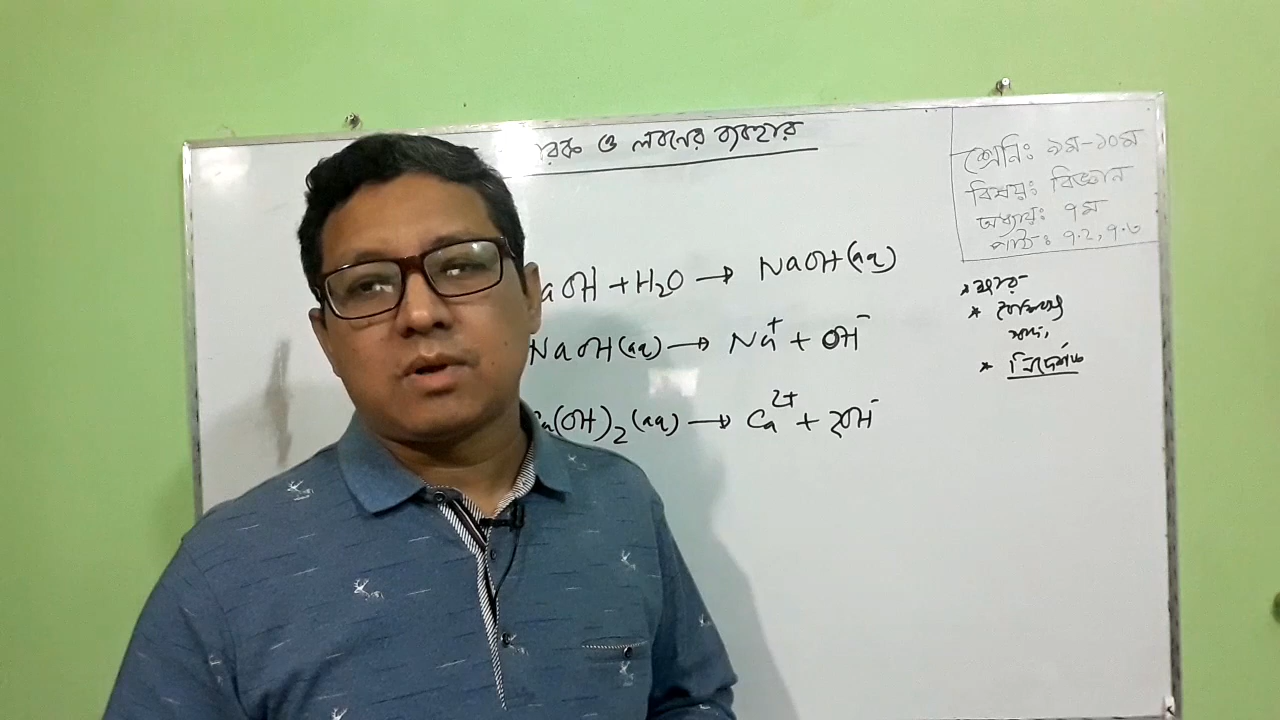 ও লবনের ব্যবহার
শ্রেনিঃ ৯ম-১০ম
বিষয়ঃ বিজ্ঞান
অধ্যায়ঃ ৭ম
পাঠঃ ৭.২, ৭.৩
aOH + H₂O → NaOH(aq)
NaOH(aq) → Na⁺ + OH⁻
(OH)₂(aq) → Ca²⁺ + 2OH⁻
* ক্ষার
* নির্দেশক